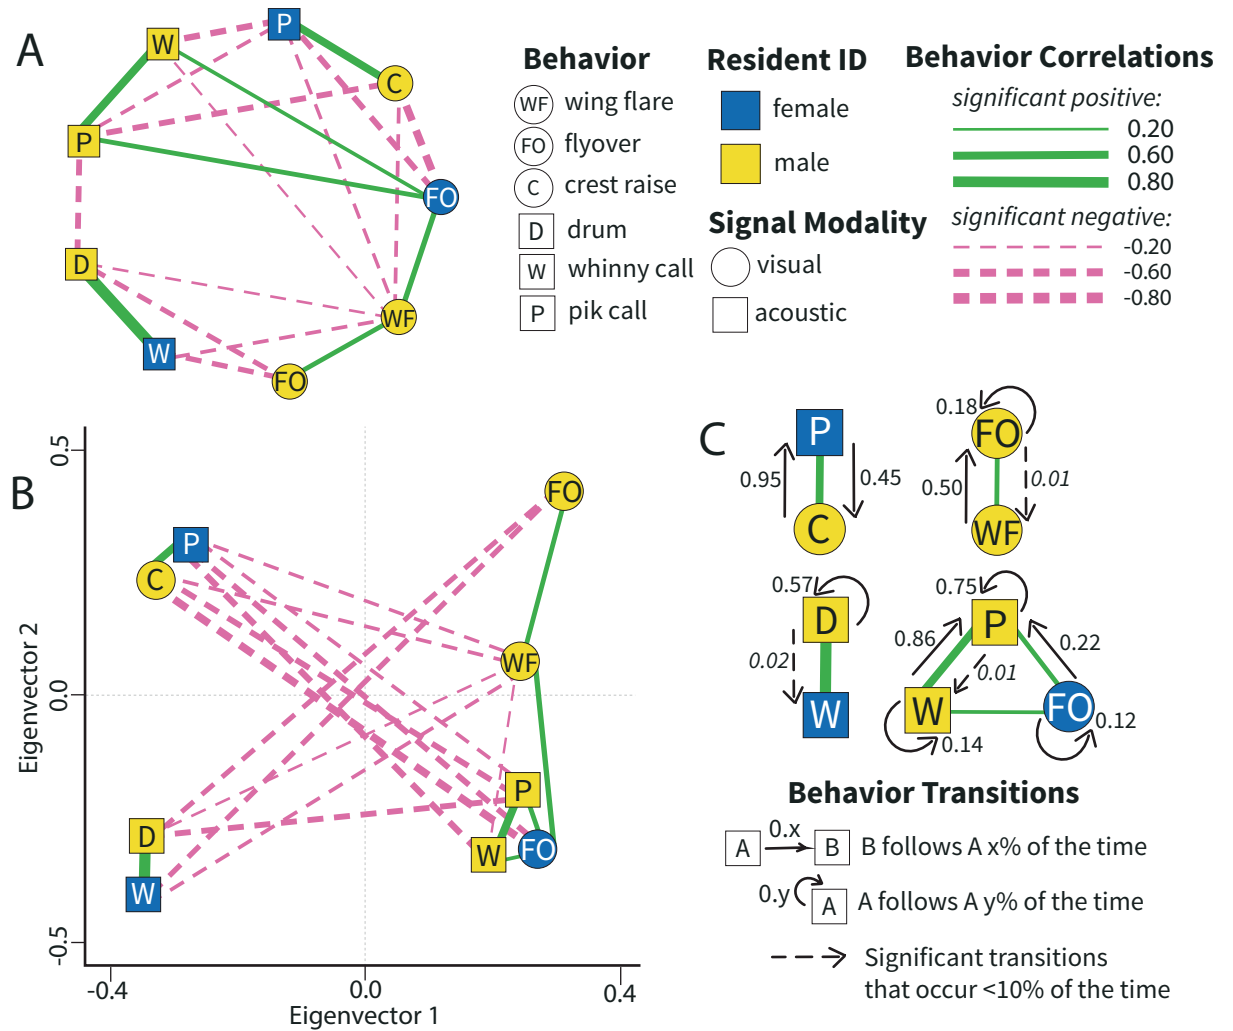 A
W
P
C
P
FO
D
WF
W
FO
Behavior
WF wing flare
FO flyover
C crest raise
D drum
W whinny call
P pik call
Resident ID
female
male
Signal Modality
visual
acoustic
Behavior Correlations
significant positive:
0.20
0.60
0.80
significant negative:
-0.20
-0.60
-0.80
B
0.5
0.0
-0.5
Eigenvector 2
FO
P
C
WF
P
D
W
FO
W
-0.4
0.0
0.4
Eigenvector 1
C
P
0.95
0.45
C
0.18
FO
0.50
0.01
WF
0.57
D
0.02
W
0.75
P
0.86
0.22
0.01
W
FO
0.12
0.14
Behavior Transitions
A 0.x B B follows A x% of the time
0.y A A follows A y% of the time
Significant transitions
that occur <10% of the time